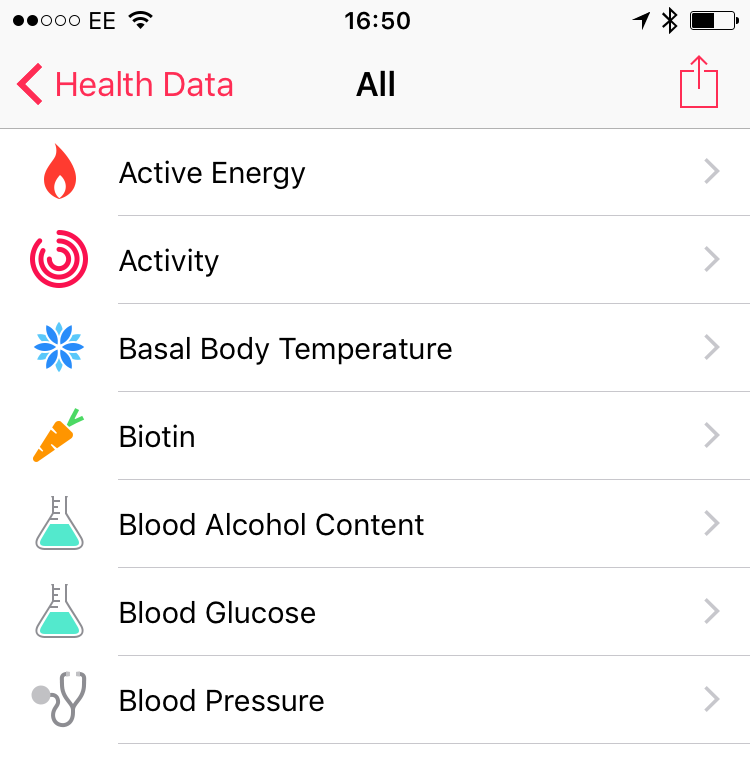 EE 16:50
Health Data All
Active Energy
Activity
Basal Body Temperature
Biotin
Blood Alcohol Content
Blood Glucose
Blood Pressure